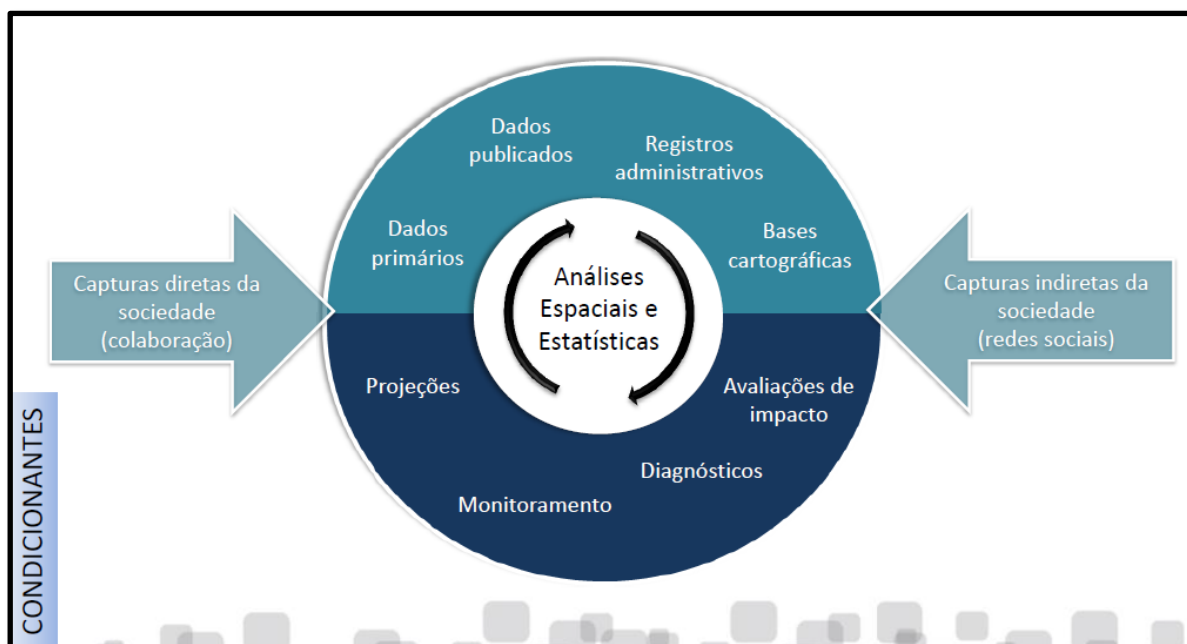 Dados
publicados
Registros
administrativos
Dados
primários
Bases
cartográficas
Capturas diretas da
sociedade
(colaboração)
Análises
Espaciais e
Estatísticas
Capturas indiretas da
sociedade
(redes sociais)
Projeções
Avaliações de
impacto
Diagnósticos
Monitoramento
CONDICIONANTES